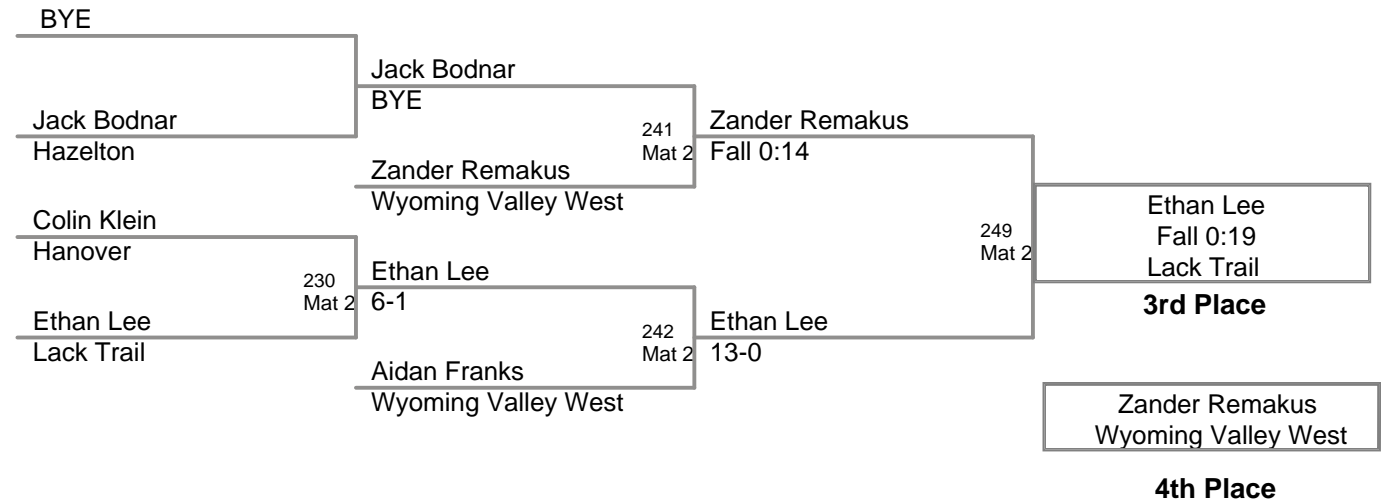 BYE
Jack Bodnar
BYE
Jack Bodnar
Hazelton
241
Mat 2
Zander Remakus
Fall 0:14
Zander Remakus
Wyoming Valley West
Colin Klein
Hanover
230
Mat 2
Ethan Lee
6-1
Ethan Lee
Lack Trail
242
Mat 2
Ethan Lee
13-0
Aidan Franks
Wyoming Valley West
249
Mat 2
Ethan Lee
Fall 0:19
Lack Trail
3rd Place
Zander Remakus
Wyoming Valley West
4th Place